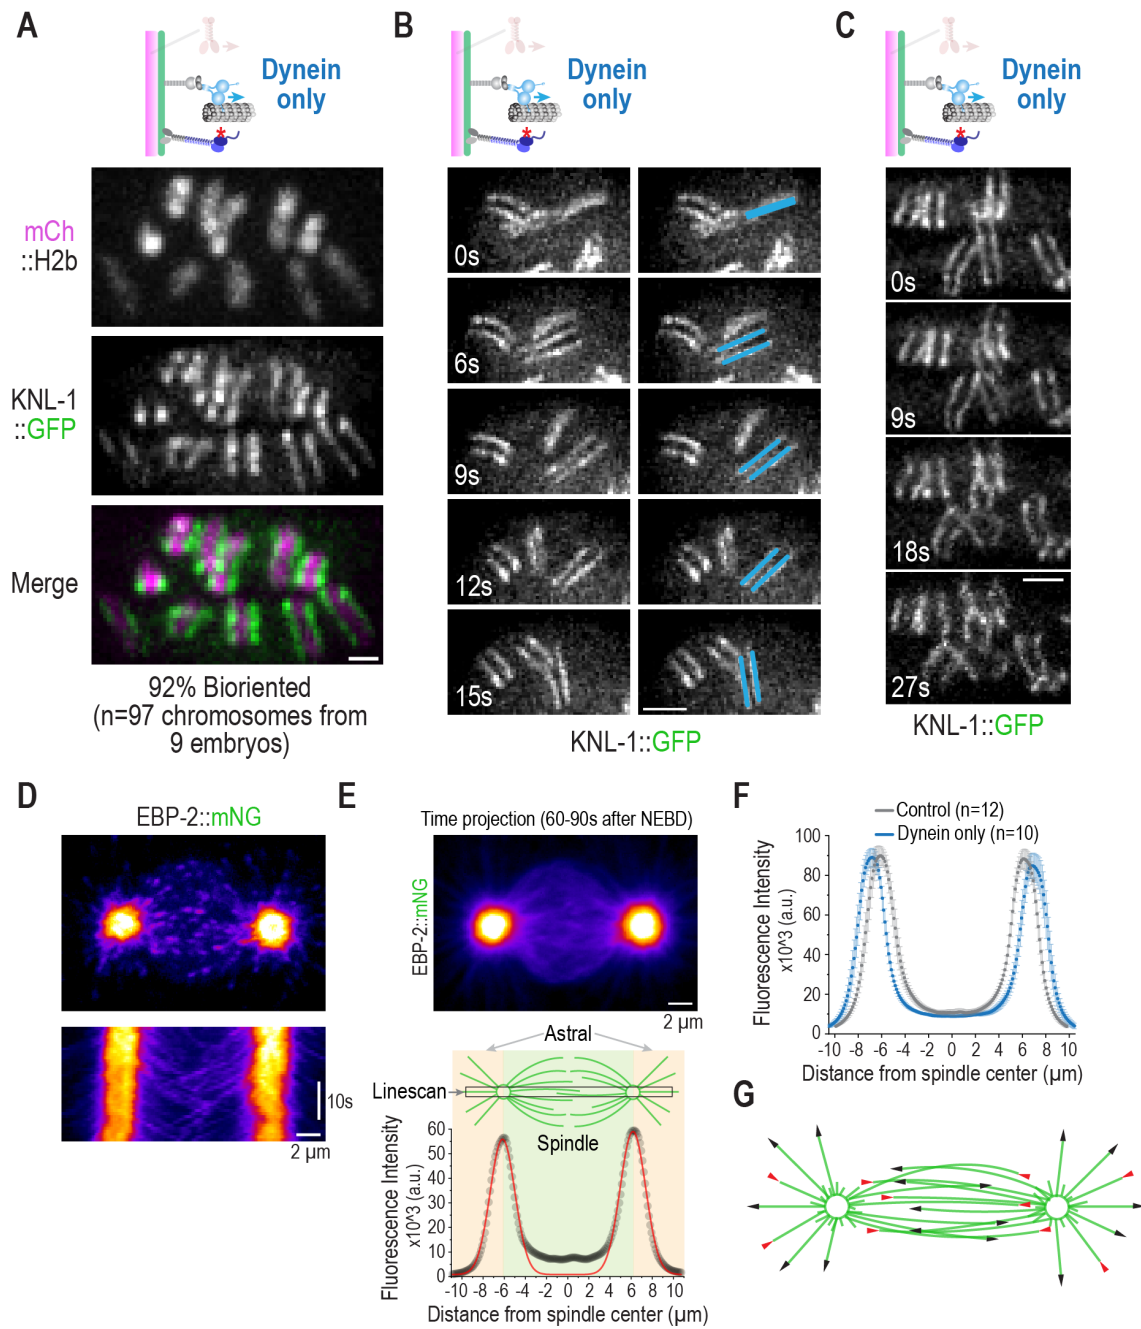 A
Dynein
only
*
mCh
::H2b
KNL-1
::GFP
Merge
92% Bioriented
(n=97 chromosomes from
9 embryos)
B
Dynein
only
*
0s
6s
9s
12s
15s
KNL-1::GFP
C
Dynein
only
*
0s
9s
18s
27s
KNL-1::GFP
D
EBP-2::mNG
10s
2 µm
E
Time projection (60-90s after NEBD)
EBP-2::mNG
2 µm
Astral
Linescan
Spindle
Fluorescence Intensity
x10^3 (a.u.)
60
50
40
30
20
10
0
-10 -8 -6 -4 -2 0 2 4 6 8 10
Distance from spindle center (µm)
F
Control (n=12)
Dynein only (n=10)
Fluorescence Intensity
x10^3 (a.u.)
100
80
60
40
20
0
-10 -8 -6 -4 -2 0 2 4 6 8 10
Distance from spindle center (µm)
G